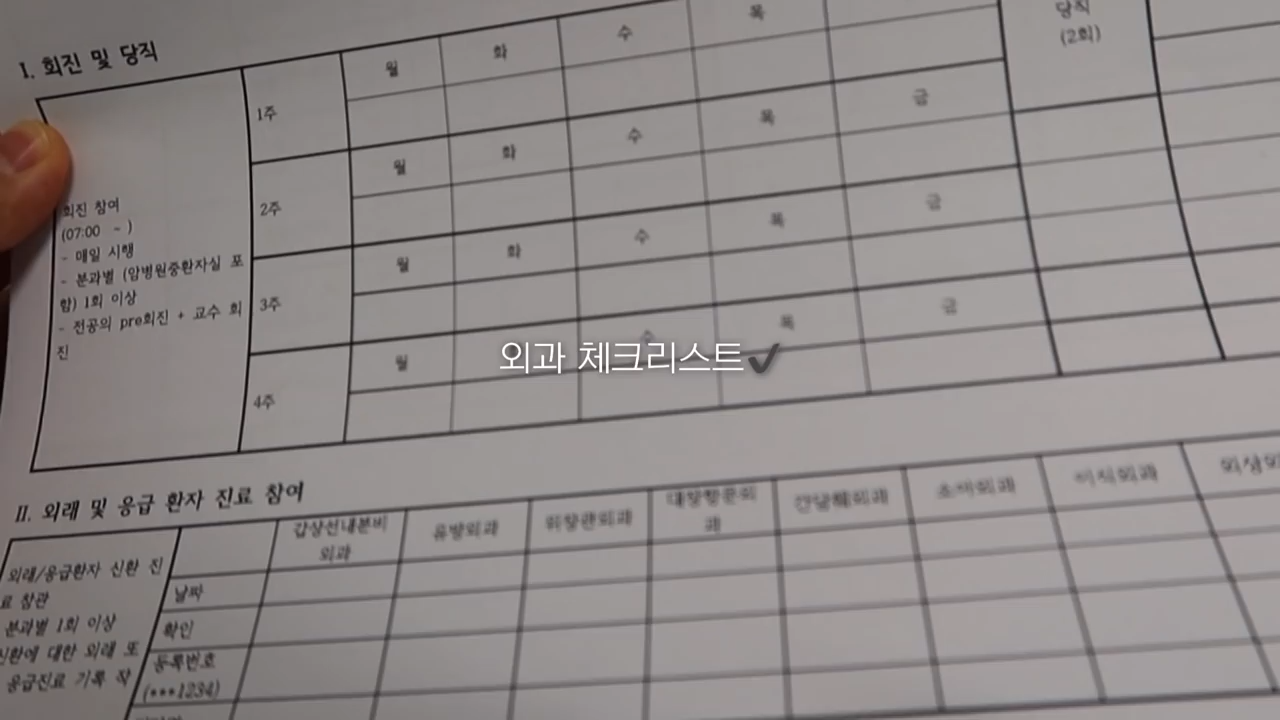 I. 회진 및 당직
회진 참여
(07:00 ~ )
- 매일 시행
- 분과별 (암병원중환자실 포
함) 1회 이상
- 전공의 pre회진 + 교수 회
진
1주
월
화
수
목
당직
(2회)
2주
월
화
수
목
금
3주
월
화
수
목
금
4주
월
수
목
금
외과 체크리스트✔
II. 외래 및 응급 환자 진료 참여
외래/응급환자 신환 진
료 참관
분과별 1회 이상
신환에 대한 외래 또
응급진료 기록 작
갑상선내분비
외과
유방외과
위장관외과
대장항문외
과
간담췌외과
소아외과
이식외과
외상외
날짜
확인
등록번호
(***1234)